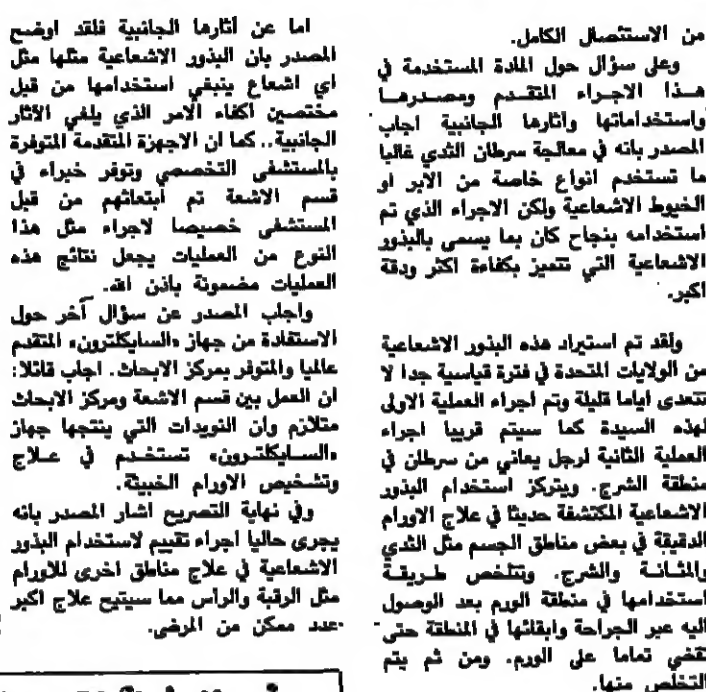 من الاستئصال الكامل.
وعلى سؤال حول المادة المستخدمة في
هذا الاجراء المتقدم ومصدرها
واستخداماتها وآثارها الجانبية اجاب
المصدر بانه في معالجة سرطان الثدي غالبا
ما تستخدم انواع خاصة من الابر او
الخيوط الاشعاعية ولكن الاجراء الذي تم
استخدامه بنجاح كان بما يسمى بالبذور
الاشعاعية التي تتميز بكفاءة اكثر ودقة
اكبر.
ولقد تم استيراد هذه البذور الاشعاعية
من الولايات المتحدة في فترة قياسية جدا لا
تتعدى اياما قليلة وتم اجراء العملية الاولى
لهذه السيدة كما سيتم قريبا اجراء
العملية الثانية لرجل يعاني من سرطان في
منطقة الشرج. ويتركز استخدام البذور
الاشعاعية المكتشفة حديثا في علاج الاورام
الدقيقة في بعض مناطق الجسم مثل الثدي
والمثانة والشرج. وتتلخص طريقة
استخدامها في منطقة الورم بعد الوصول
اليه عبر الجراحة وابقائها في المنطقة حتى
تقضي تماما على الورم. ومن ثم يتم
التخلص منها.
اما عن آثارها الجانبية فلقد اوضح
المصدر بان البذور الاشعاعية مثلها مثل
اي اشعاع ينبغي استخدامها من قبل
مختصين اكفاء الأمر الذي يلغي الآثار
الجانبية.. كما ان الاجهزة المتقدمة المتوفرة
بالمستشفى التخصصي وتوفر خبراء في
قسم الاشعة تم ابتعاثهم من قبل
المستشفى خصيصا لاجراء مثل هذا
النوع من العمليات يجعل نتائج هذه
العمليات مضمونة باذن الله.
واجاب المصدر عن سؤال آخر حول
الاستفادة من جهاز «السايكلترون» المتقدم
عالميا والمتوفر بمركز الابحاث. اجاب قائلا:
ان العمل بين قسم الاشعة ومركز الابحاث
متلازم وان النويدات التي ينتجها جهاز
«السايكلترون» تستخدم في علاج
وتشخيص الاورام الخبيثة.
وفي نهاية التصريح اشار المصدر بانه
يجرى حاليا اجراء تقييم لاستخدام البذور
الاشعاعية في علاج مناطق اخرى للاورام
مثل الرقبة والراس مما سيتيح علاج اكبر
عدد ممكن من المرضى.